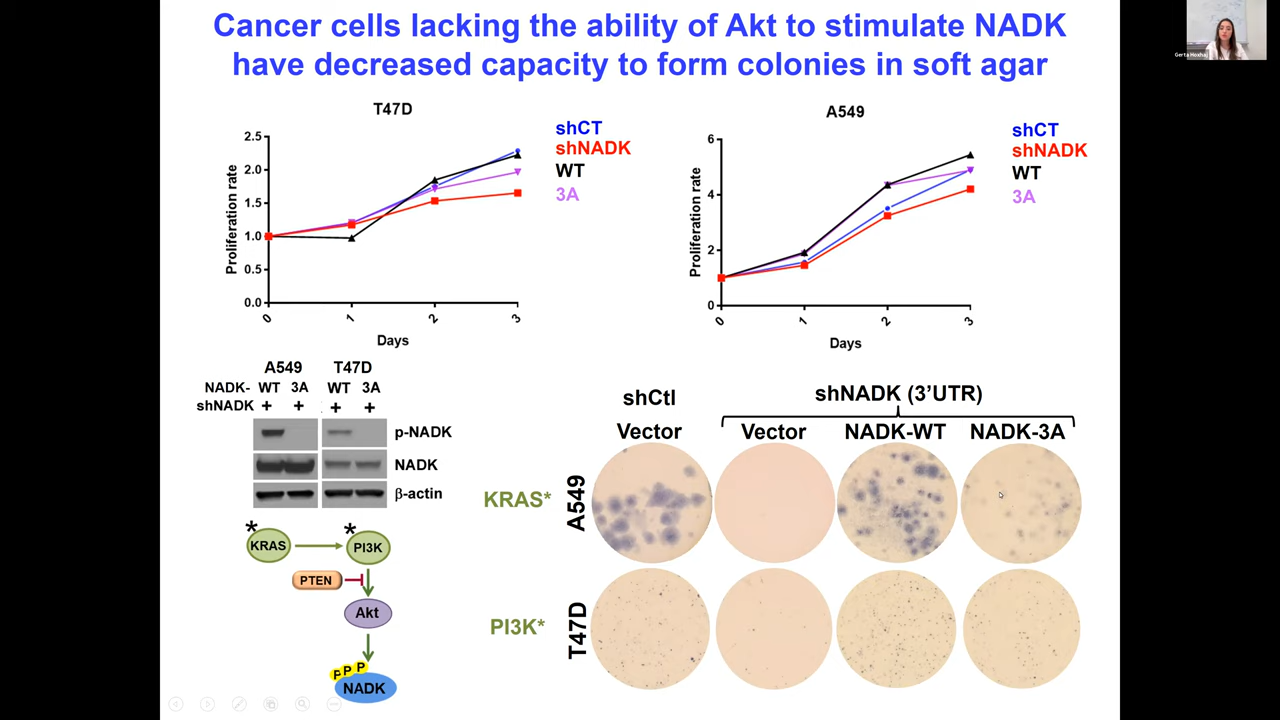 Cancer cells lacking the ability of Akt to stimulate NADK
have decreased capacity to form colonies in soft agar
Gerta Hoxhaj
T47D
Proliferation rate
2.5
2.0
1.5
1.0
0.5
0.0
0 1 2 3
Days
shCT
shNADK
WT
3A
A549
Proliferation rate
6
4
2
0
0 1 2 3
Days
shCT
shNADK
WT
3A
A549 T47D
NADK- WT 3A WT 3A
shNADK + + + +
p-NADK
NADK
β-actin
* *
KRAS PI3K
PTEN
Akt
P P P
NADK
shCtl shNADK (3'UTR)
Vector Vector NADK-WT NADK-3A
KRAS* A549
PI3K* T47D